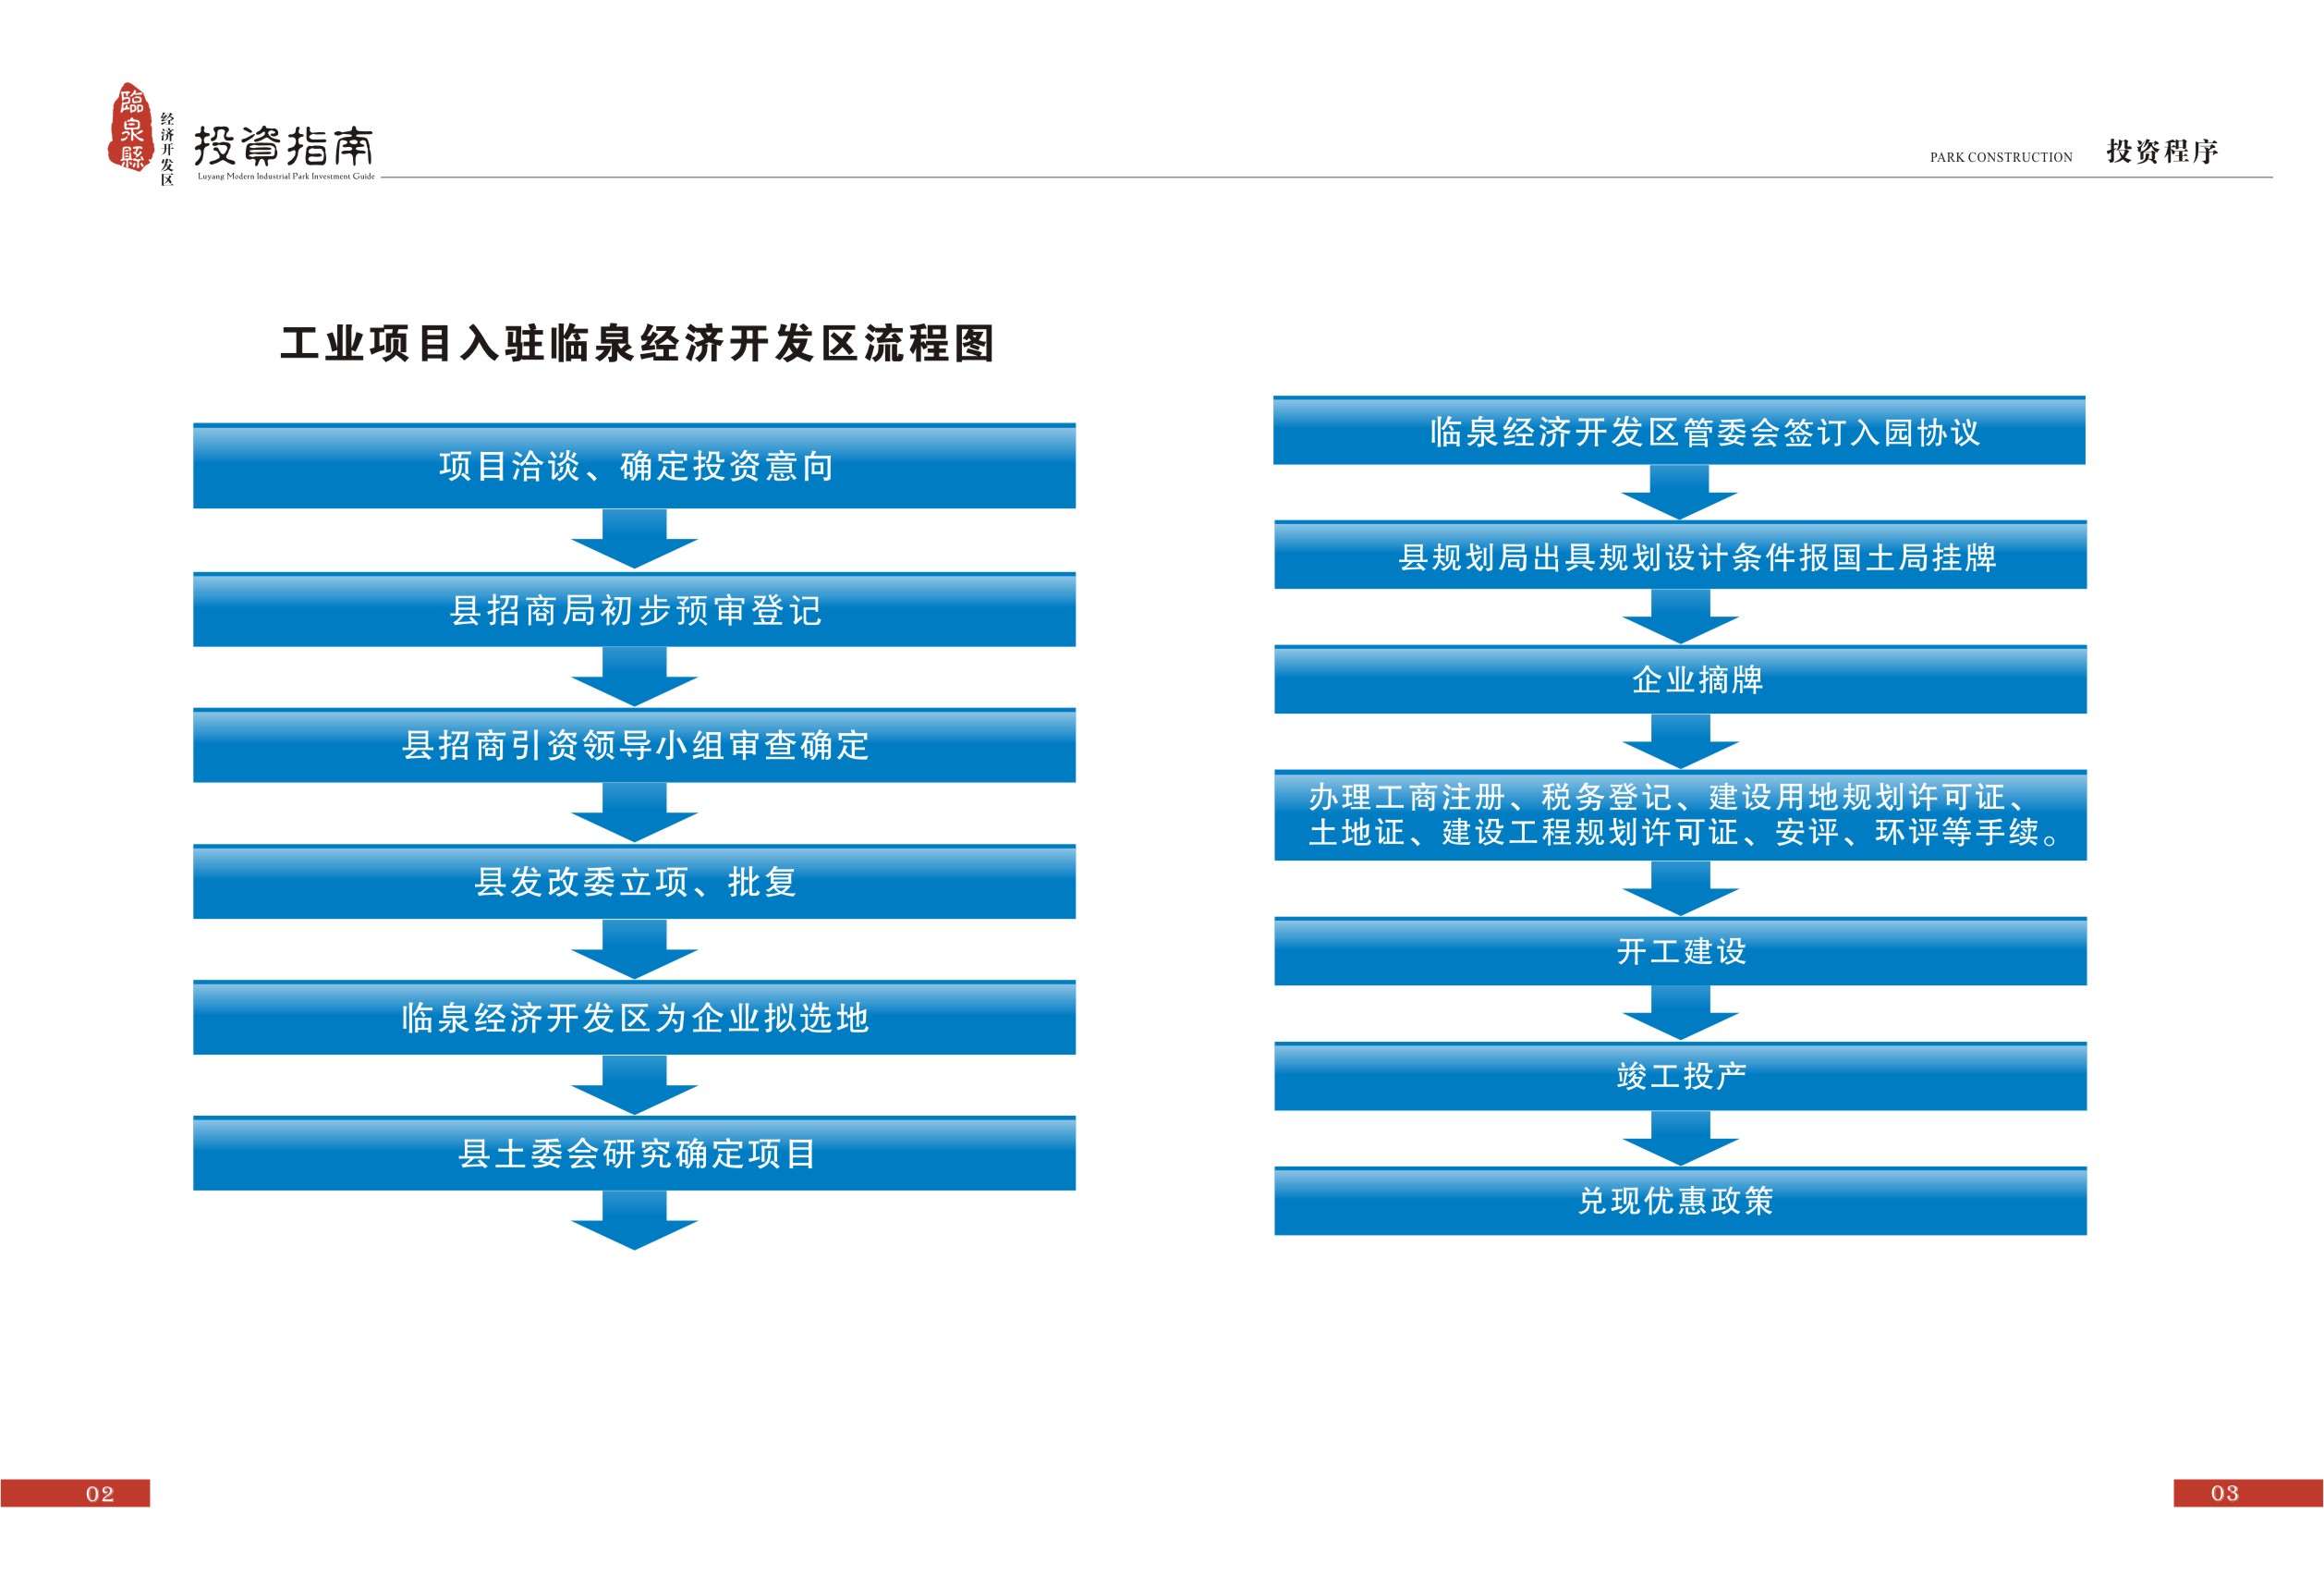 臨泉縣
经济开发区
投資指南
Luyang Modern Industrial Park Investment Guide
PARK CONSTRUCTION 投资程序
工业项目入驻临泉经济开发区流程图
项目洽谈、确定投资意向
县招商局初步预审登记
县招商引资领导小组审查确定
县发改委立项、批复
临泉经济开发区为企业拟选地
县土委会研究确定项目
临泉经济开发区管委会签订入园协议
县规划局出具规划设计条件报国土局挂牌
企业摘牌
办理工商注册、税务登记、建设用地规划许可证、
土地证、建设工程规划许可证、安评、环评等手续。
开工建设
竣工投产
兑现优惠政策
02
03